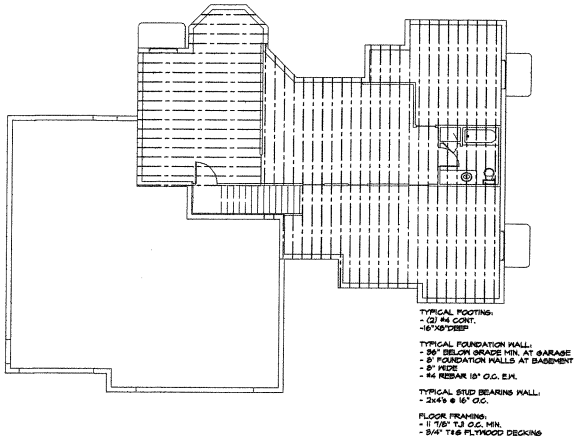 TYPICAL FOOTING:
- (2) #4 CONT.
-16"X8"DEEP
TYPICAL FOUNDATION WALL:
- 36" BELOW GRADE MIN. AT GARAGE
- 8' FOUNDATION WALLS AT BASEMENT
- 8" WIDE
- #4 REBAR 18" O.C. E.W.
TYPICAL STUD BEARING WALL:
- 2x4's @ 16" O.C.
FLOOR FRAMING:
- 11 7/8" TJI O.C. MIN.
- 3/4" T&G PLYWOOD DECKING